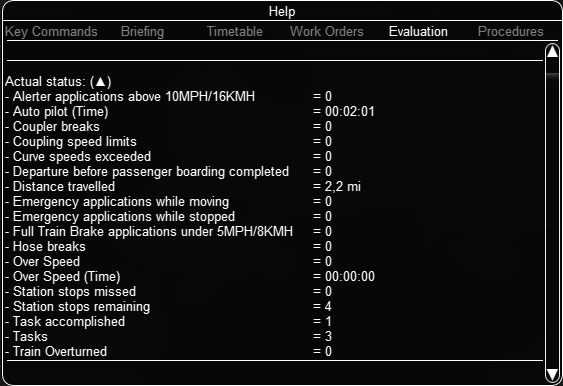 Help
Key Commands Briefing Timetable Work Orders Evaluation Procedures
Actual status: (▲)
- Alerter applications above 10MPH/16KMH = 0
- Auto pilot (Time) = 00:02:01
- Coupler breaks = 0
- Coupling speed limits = 0
- Curve speeds exceeded = 0
- Departure before passenger boarding completed = 0
- Distance travelled = 2,2 mi
- Emergency applications while moving = 0
- Emergency applications while stopped = 0
- Full Train Brake applications under 5MPH/8KMH = 0
- Hose breaks = 0
- Over Speed = 0
- Over Speed (Time) = 00:00:00
- Station stops missed = 0
- Station stops remaining = 4
- Task accomplished = 1
- Tasks = 3
- Train Overturned = 0